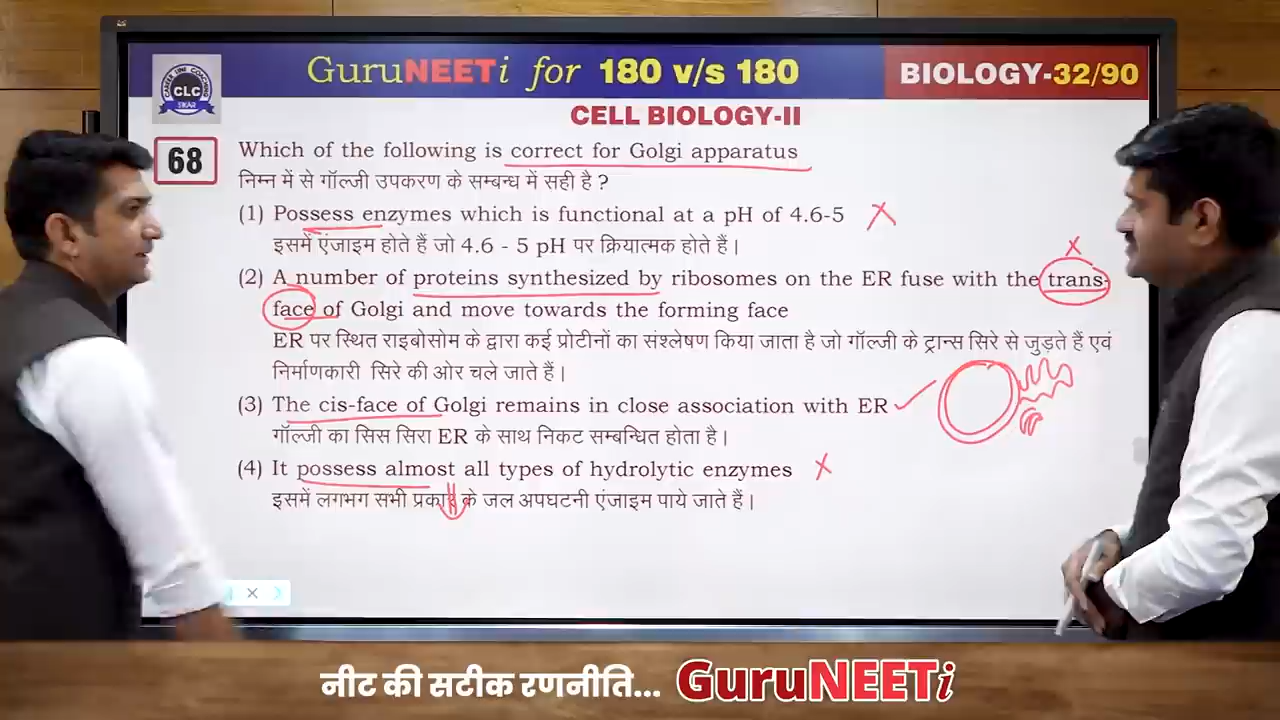 GuruNEETi for 180 v/s 180
BIOLOGY-32/90
CAREER LINE COACHING
CLC
SIKAR
CELL BIOLOGY-II
68
Which of the following is correct for Golgi apparatus
निम्न में से गॉल्जी उपकरण के सम्बन्ध में सही है ?
(1) Possess enzymes which is functional at a pH of 4.6-5
इसमें एंजाइम होते हैं जो 4.6 - 5 pH पर क्रियात्मक होते हैं।
(2) A number of proteins synthesized by ribosomes on the ER fuse with the trans-
face of Golgi and move towards the forming face
ER पर स्थित राइबोसोम के द्वारा कई प्रोटीनों का संश्लेषण किया जाता है जो गॉल्जी के ट्रान्स सिरे से जुड़ते हैं एवं
निर्माणकारी सिरे की ओर चले जाते हैं।
(3) The cis-face of Golgi remains in close association with ER
गॉल्जी का सिस सिरा ER के साथ निकट सम्बन्धित होता है।
(4) It possess almost all types of hydrolytic enzymes
इसमें लगभग सभी प्रकार के जल अपघटनी एंजाइम पाये जाते हैं।
नीट की सटीक रणनीति... GuruNEETi